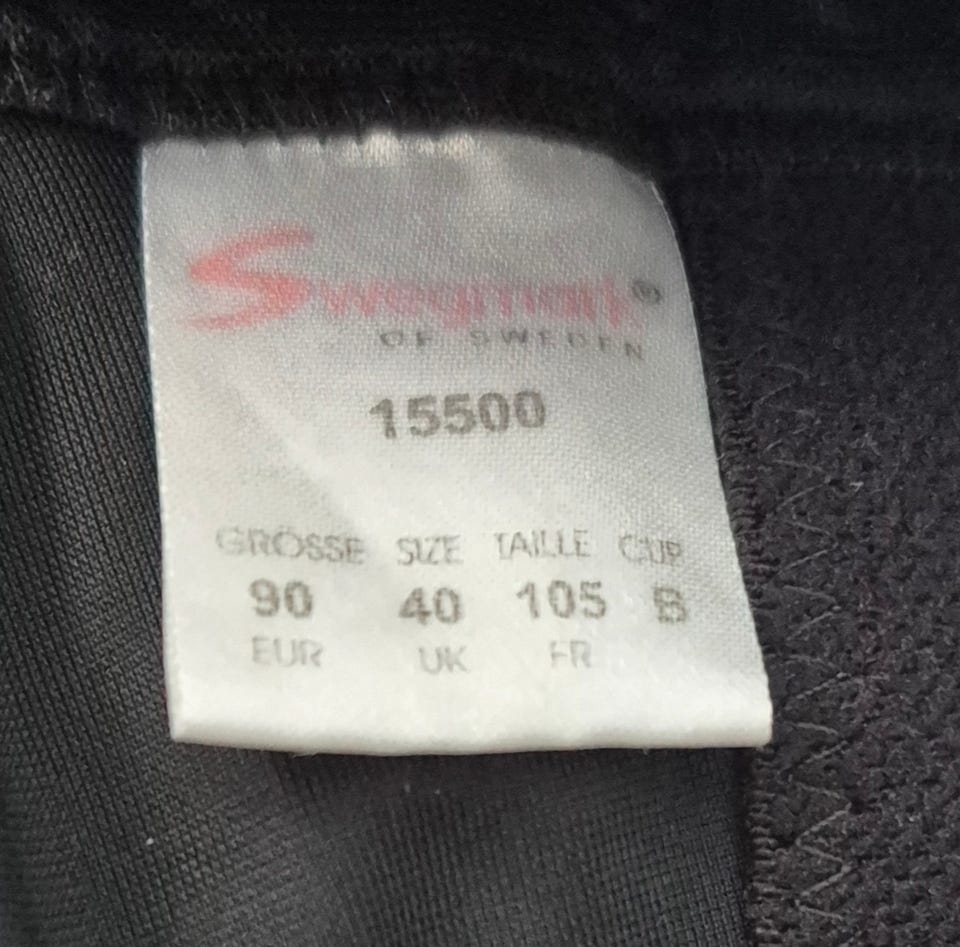 Swegmark®
OF SWEDEN
15500
GRÖSSE SIZE TAILLE CUP
90 40 105 B
EUR UK FR